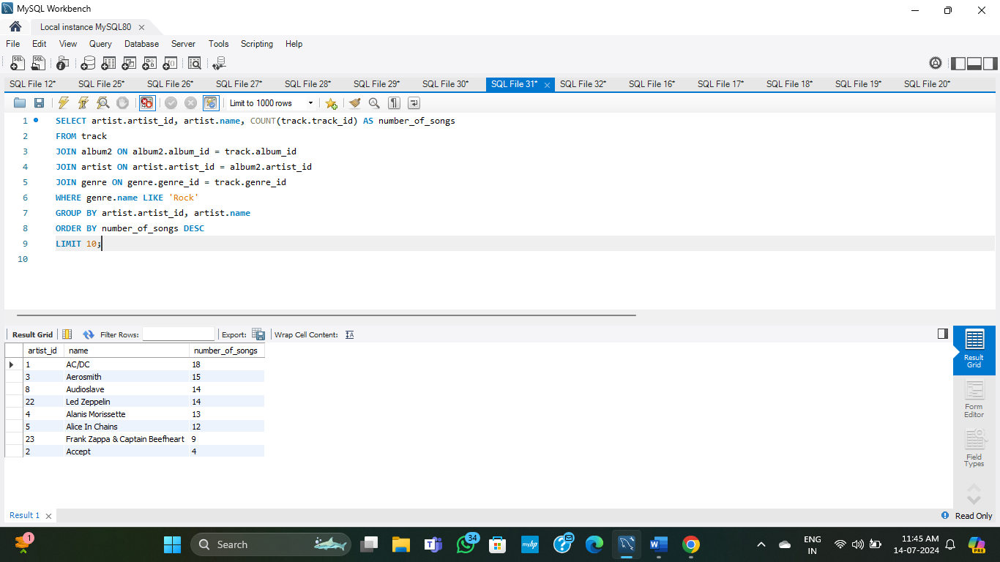 MySQL Workbench
Local instance MySQL80
File Edit View Query Database Server Tools Scripting Help
SQL File 12* SQL File 25* SQL File 26* SQL File 27* SQL File 28* SQL File 29* SQL File 30* SQL File 31* SQL File 32* SQL File 16* SQL File 17* SQL File 18* SQL File 19* SQL File 20*
Limit to 1000 rows
1 SELECT artist.artist_id, artist.name, COUNT(track.track_id) AS number_of_songs
2 FROM track
3 JOIN album2 ON album2.album_id = track.album_id
4 JOIN artist ON artist.artist_id = album2.artist_id
5 JOIN genre ON genre.genre_id = track.genre_id
6 WHERE genre.name LIKE 'Rock'
7 GROUP BY artist.artist_id, artist.name
8 ORDER BY number_of_songs DESC
9 LIMIT 10;
10
Result Grid Filter Rows: Export: Wrap Cell Content:
artist_id name number_of_songs
1 AC/DC 18
3 Aerosmith 15
8 Audioslave 14
22 Led Zeppelin 14
4 Alanis Morissette 13
5 Alice In Chains 12
23 Frank Zappa & Captain Beefheart 9
2 Accept 4
Result
Grid
Form
Editor
Field
Types
Result 1
Read Only
1
Search
34
myhp
ENG
IN
11:45 AM
14-07-2024
PRE